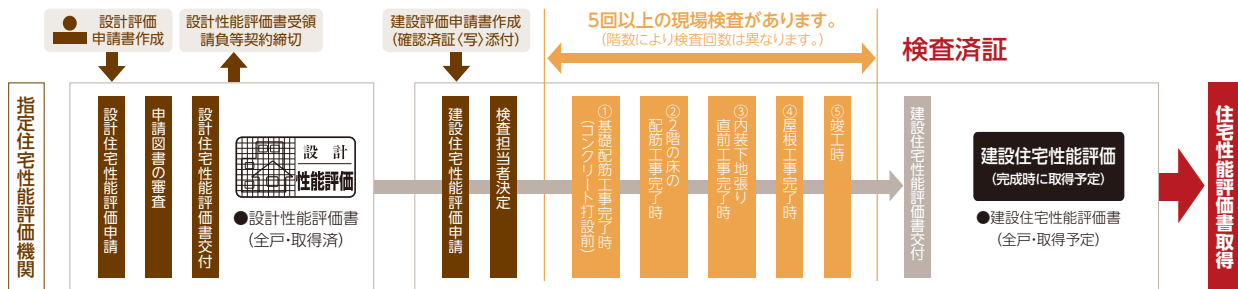 設計評価
申請書作成
設計性能評価書受領
請負等契約締切
建設評価申請書作成
(確認済証〈写〉添付)
5回以上の現場検査があります。
(階数により検査回数は異なります。)
検査済証
指定住宅性能評価機関
設計住宅性能評価申請
申請図書の審査
設計住宅性能評価書交付
設計
性能評価
●設計性能評価書
(全戸・取得済)
建設住宅性能評価申請
検査担当者決定
①基礎配筋工事完了時
(コンクリート打設前)
②2階の床の
配筋工事完了時
③内装下地張り
直前工事完了時
④屋根工事完了時
⑤竣工時
建設住宅性能評価書交付
建設住宅性能評価
(完成時に取得予定)
●建設住宅性能評価書
(全戸・取得予定)
住宅性能評価書取得